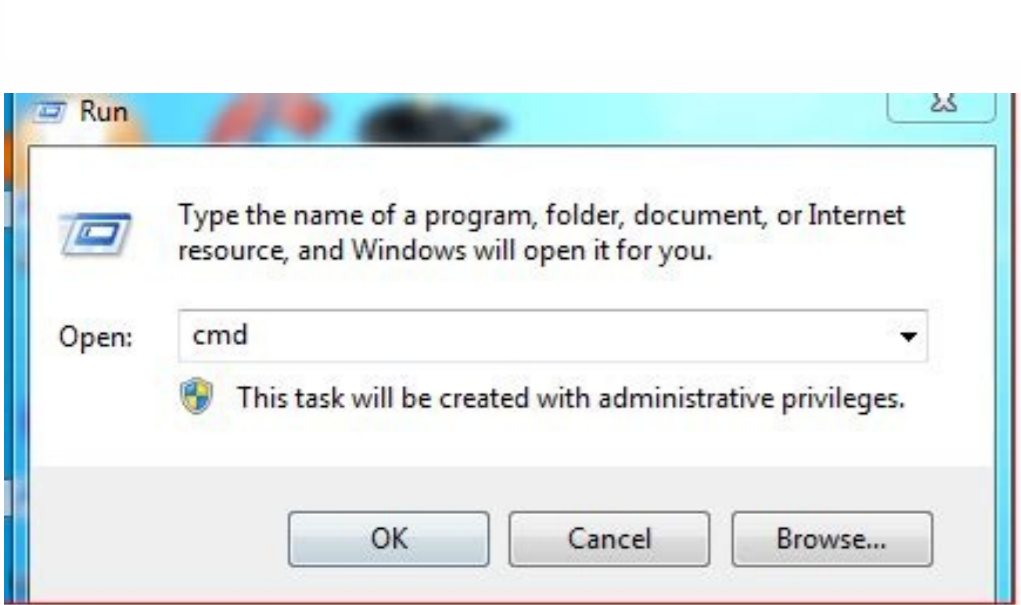 Run
Type the name of a program, folder, document, or Internet
resource, and Windows will open it for you.
Open: cmd
This task will be created with administrative privileges.
OK Cancel Browse...